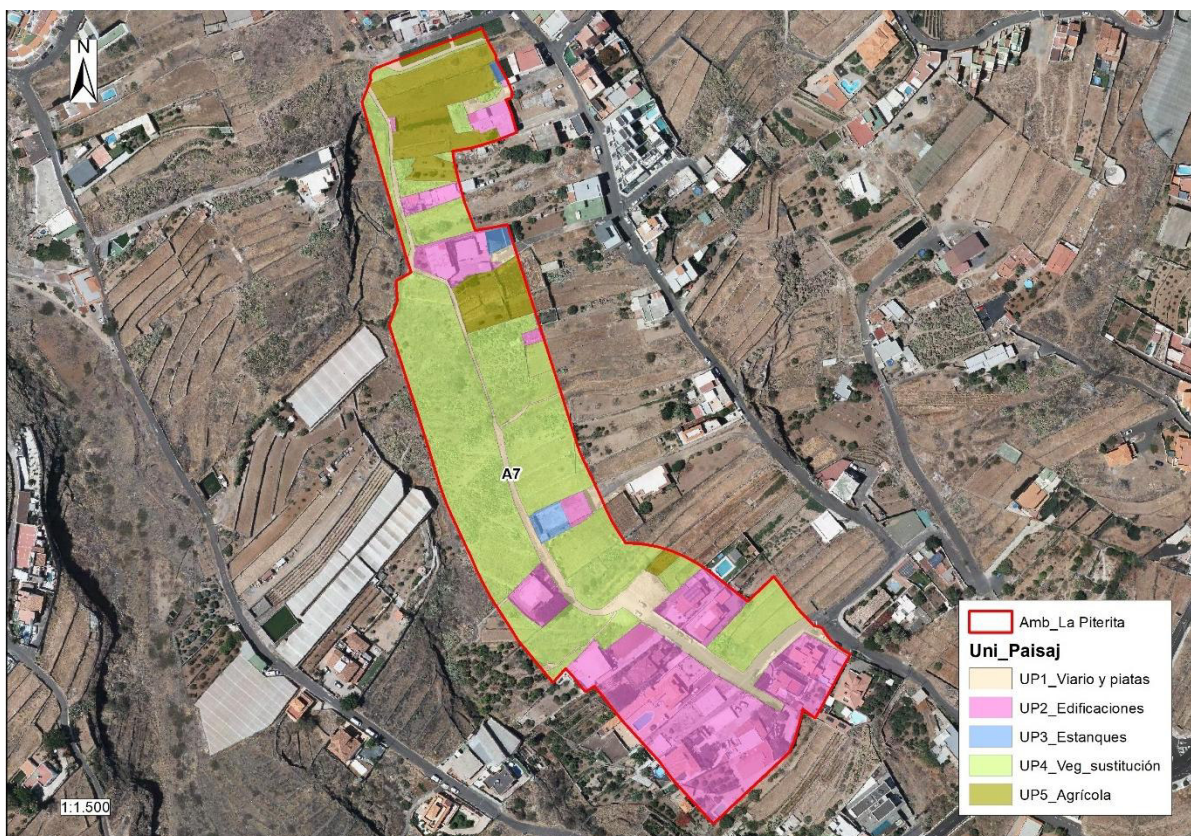 N
A7
Amb_La Piterita
Uni_Paisaj
UP1_Viario y piatas
UP2_Edificaciones
UP3_Estanques
UP4_Veg_sustitución
UP5_Agrícola
1:1.500